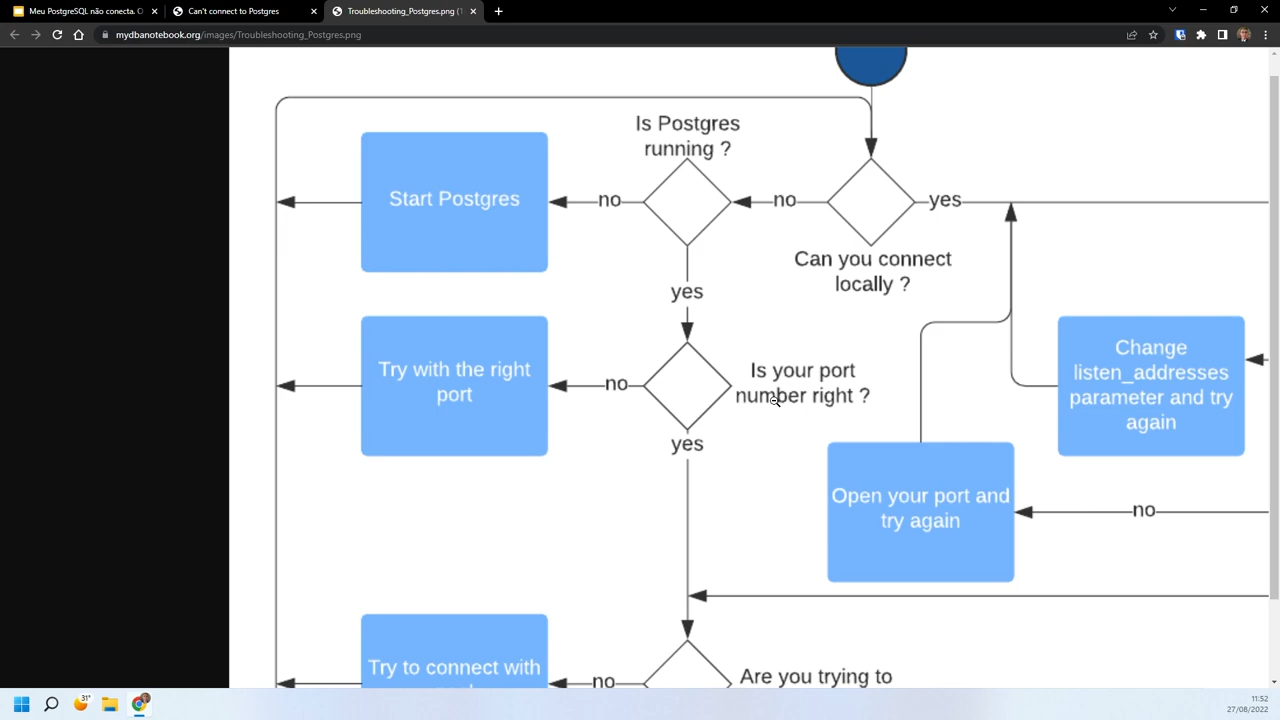 Meu PostgreSQL não conecta. C
Can't connect to Postgres
Troubleshooting_Postgres.png (1
mydbanotebook.org/images/Troubleshooting_Postgres.png
Is Postgres
running ?
Start Postgres
no
no
yes
Can you connect
locally ?
yes
Try with the right
port
no
Is your port
number right ?
Change
listen_addresses
parameter and try
again
yes
Open your port and
try again
no
Try to connect with
no
Are you trying to
31°
11:52
27/08/2022